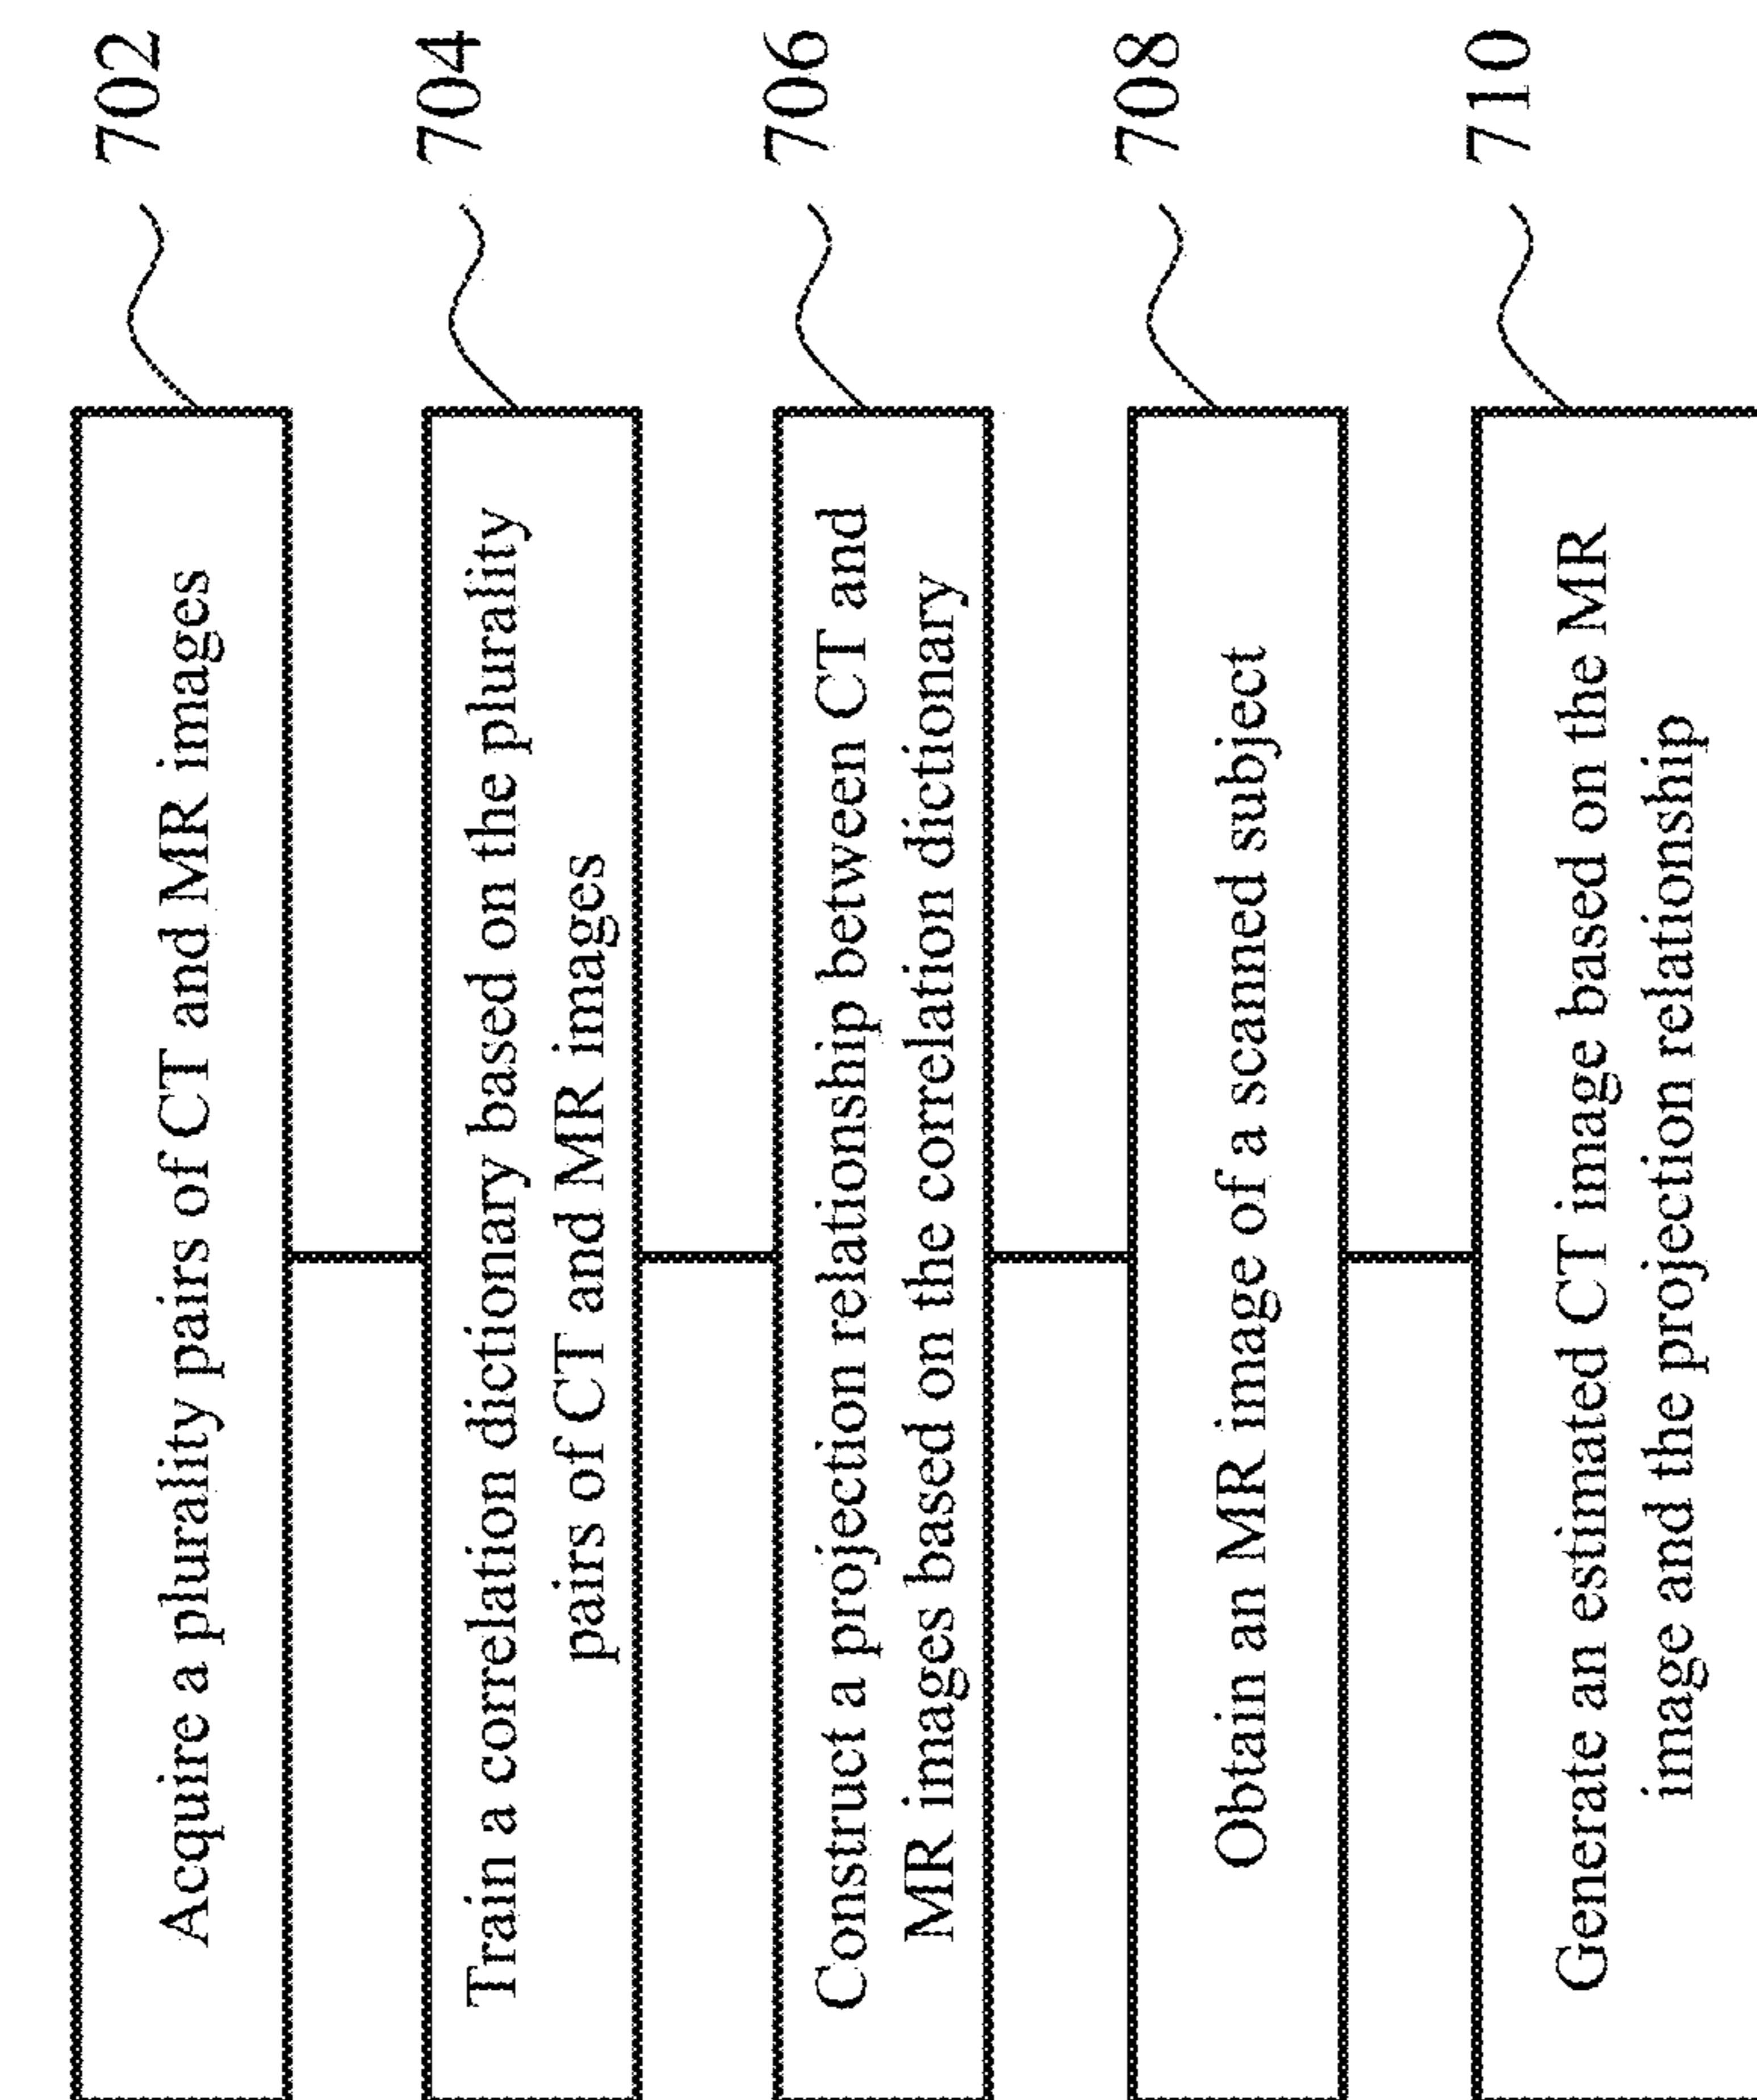 Acquire a plurality pairs of CT and MR images
702
Train a correlation dictionary based on the plurality
pairs of CT and MR images
704
Construct a projection relationship between CT and
MR images based on the correlation dictionary
706
Obtain an MR image of a scanned subject
708
Generate an estimated CT image based on the MR
image and the projection relationship
710